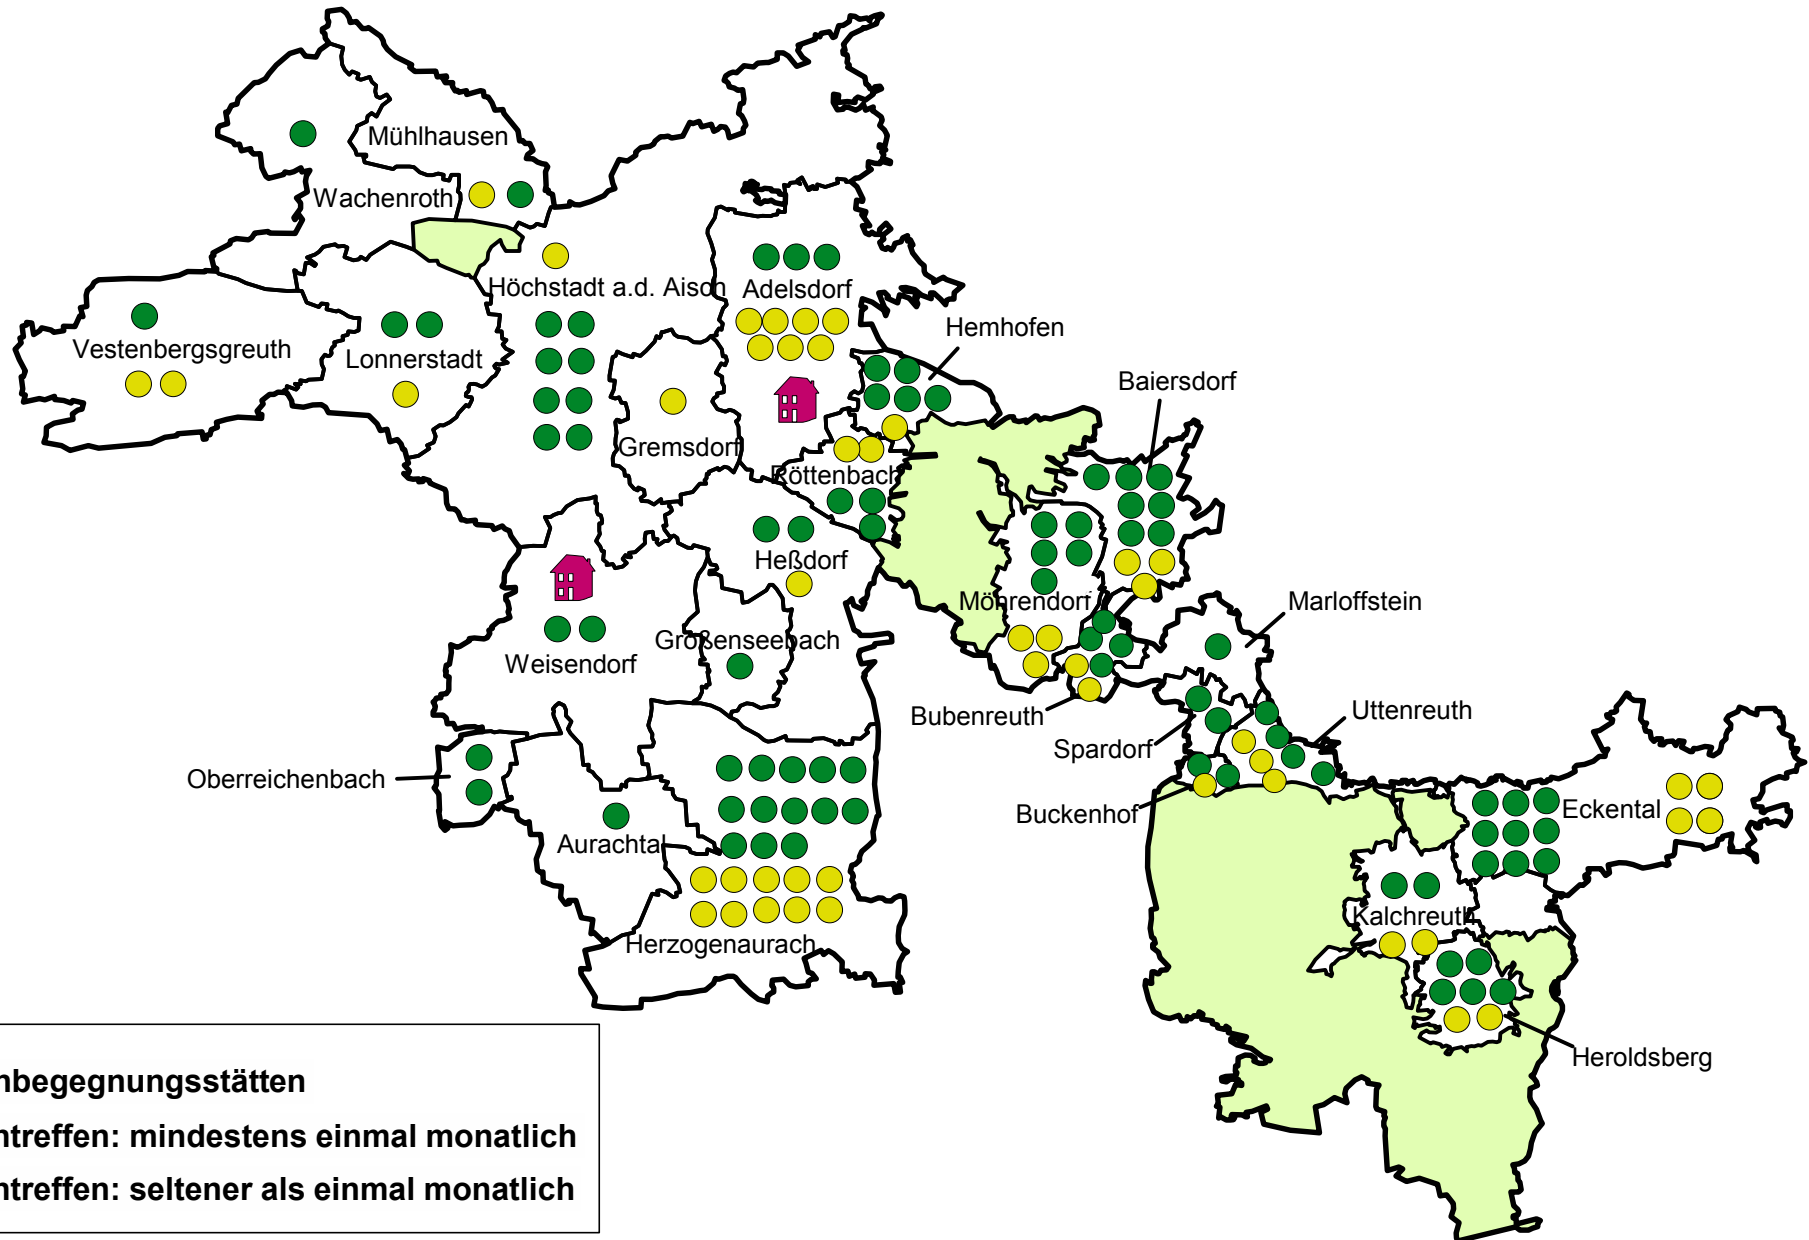 Mühlhausen
Wachenroth
Höchstadt a.d. Aisch
Adelsdorf
Hemhofen
Vestenbergsgreuth
Lonnerstadt
Baiersdorf
Gremsdorf
Röttenbach
Heßdorf
Möhrendorf
Marloffstein
Großenseebach
Weisendorf
Bubenreuth
Uttenreuth
Spardorf
Oberreichenbach
Buckenhof
Eckental
Aurachtal
Kalchreuth
Herzogenaurach
Heroldsberg
nbegegnungsstätten
ntreffen: mindestens einmal monatlich
ntreffen: seltener als einmal monatlich